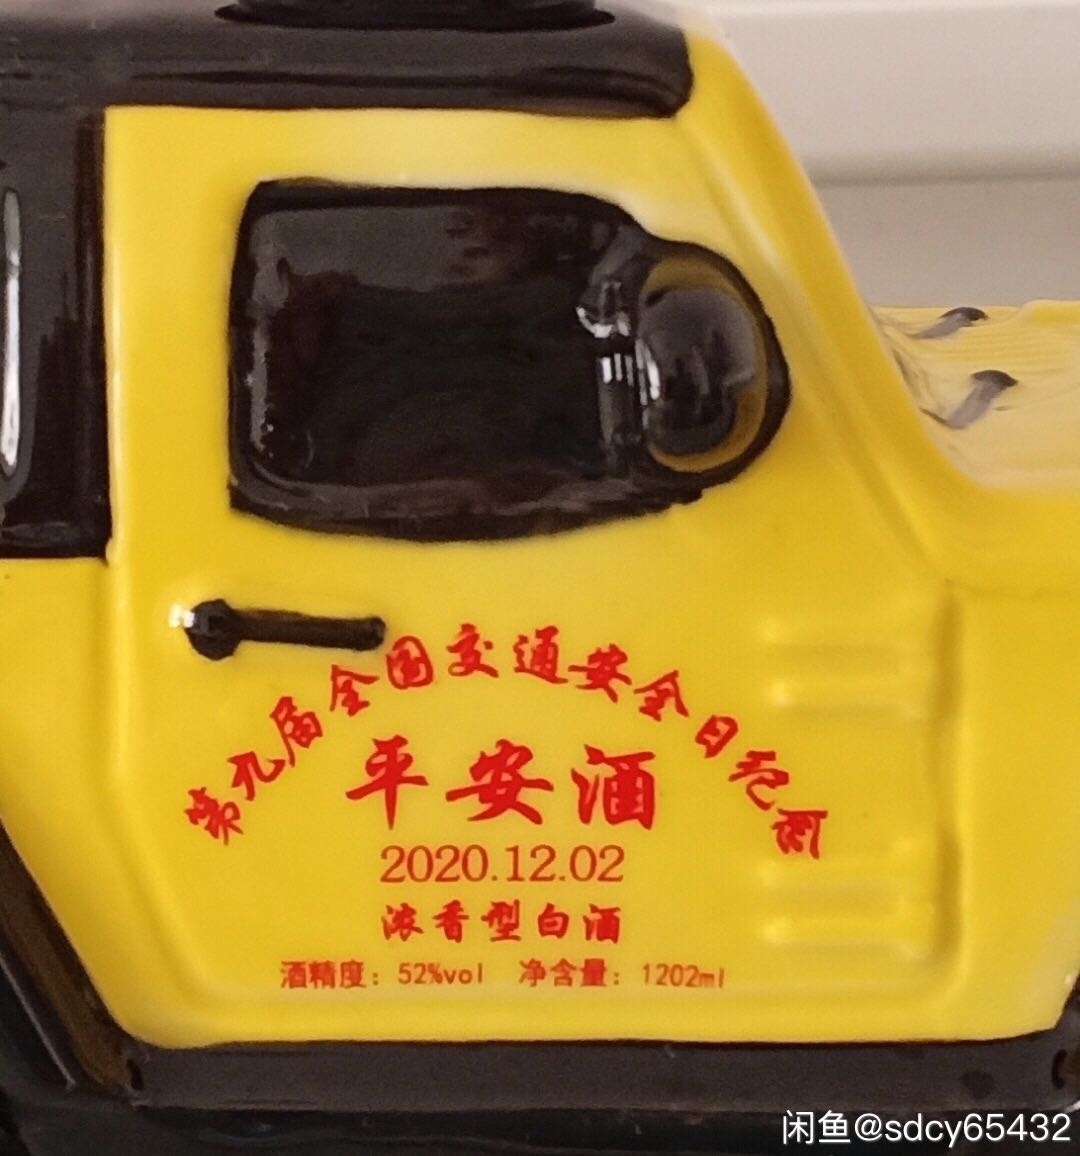 第九届全国交通安全日纪念
平安酒
2020.12.02
浓香型白酒
酒精度：52%vol 净含量：1202ml
闲鱼@sdcy65432